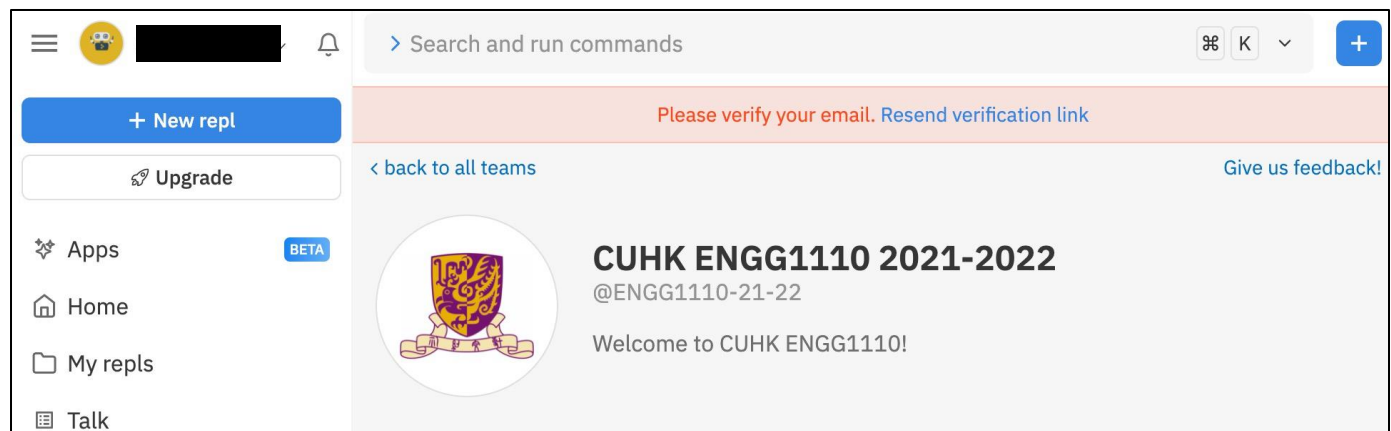 > Search and run commands
⌘ K
+
+ New repl
Please verify your email. Resend verification link
Upgrade
< back to all teams
Give us feedback!
Apps
BETA
CUHK ENGG1110 2021-2022
@ENGG1110-21-22
Home
Welcome to CUHK ENGG1110!
My repls
Talk